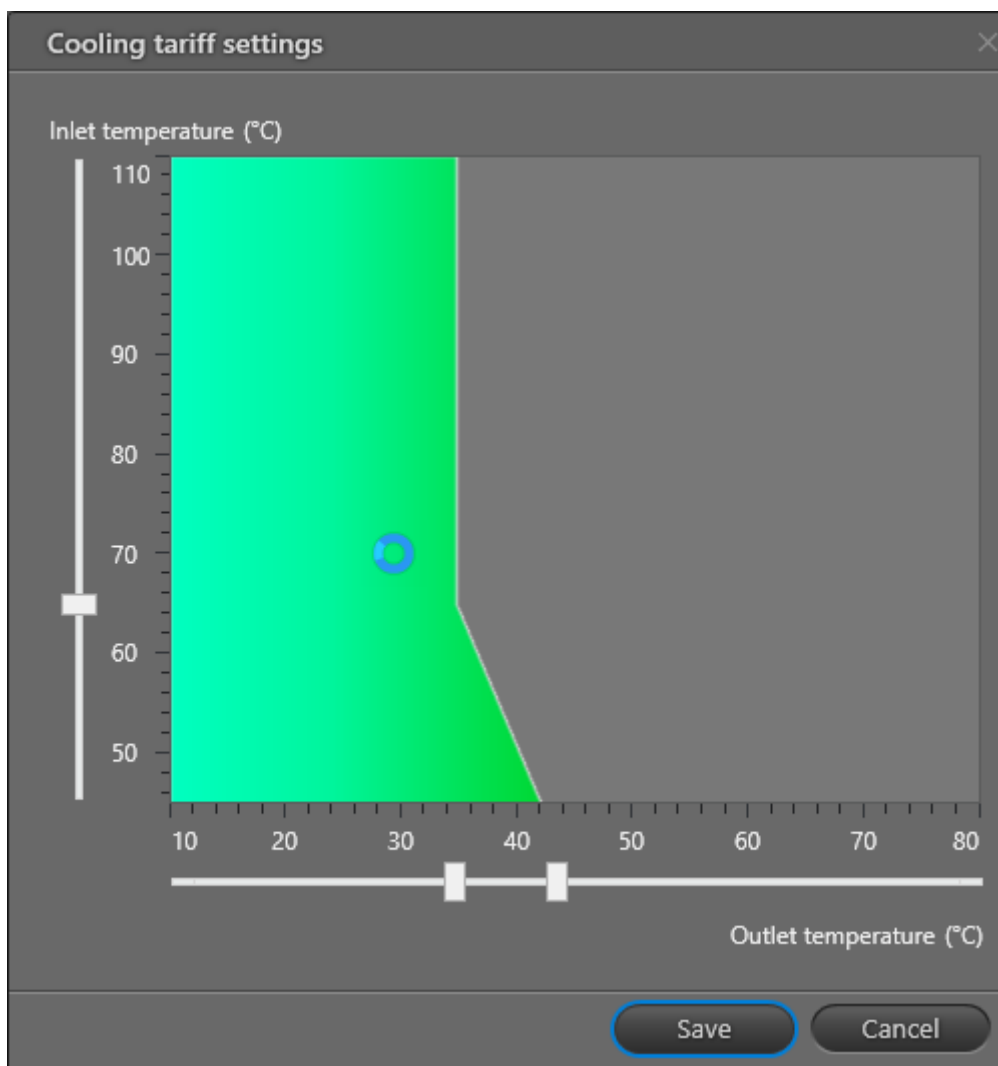 Cooling tariff settings
Inlet temperature (°C)
110
100
90
80
70
60
50
10 20 30 40 50 60 70 80
Outlet temperature (°C)
Save Cancel